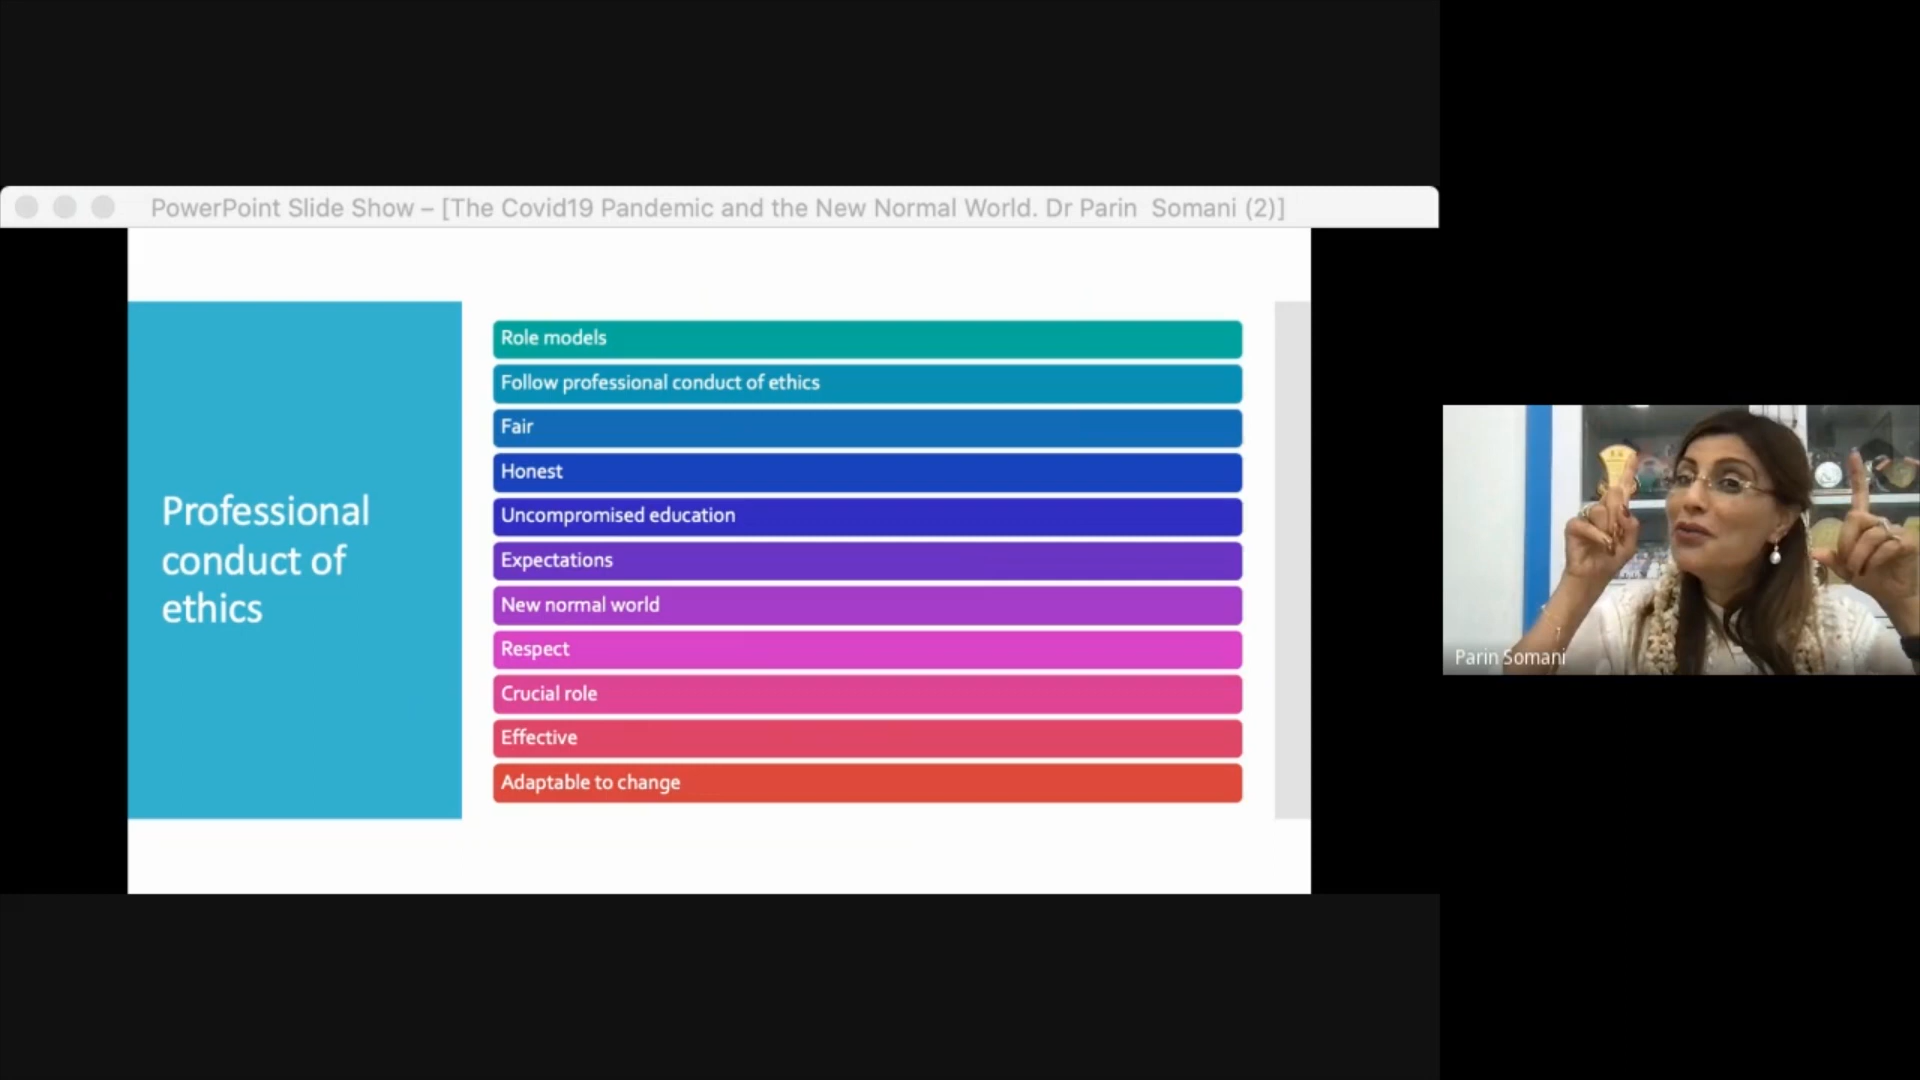 PowerPoint Slide Show – [The Covid19 Pandemic and the New Normal World. Dr Parin  Somani (2)]
Professional
conduct of
ethics
Role models
Follow professional conduct of ethics
Fair
Honest
Uncompromised education
Expectations
New normal world
Respect
Crucial role
Effective
Adaptable to change
Parin Somani